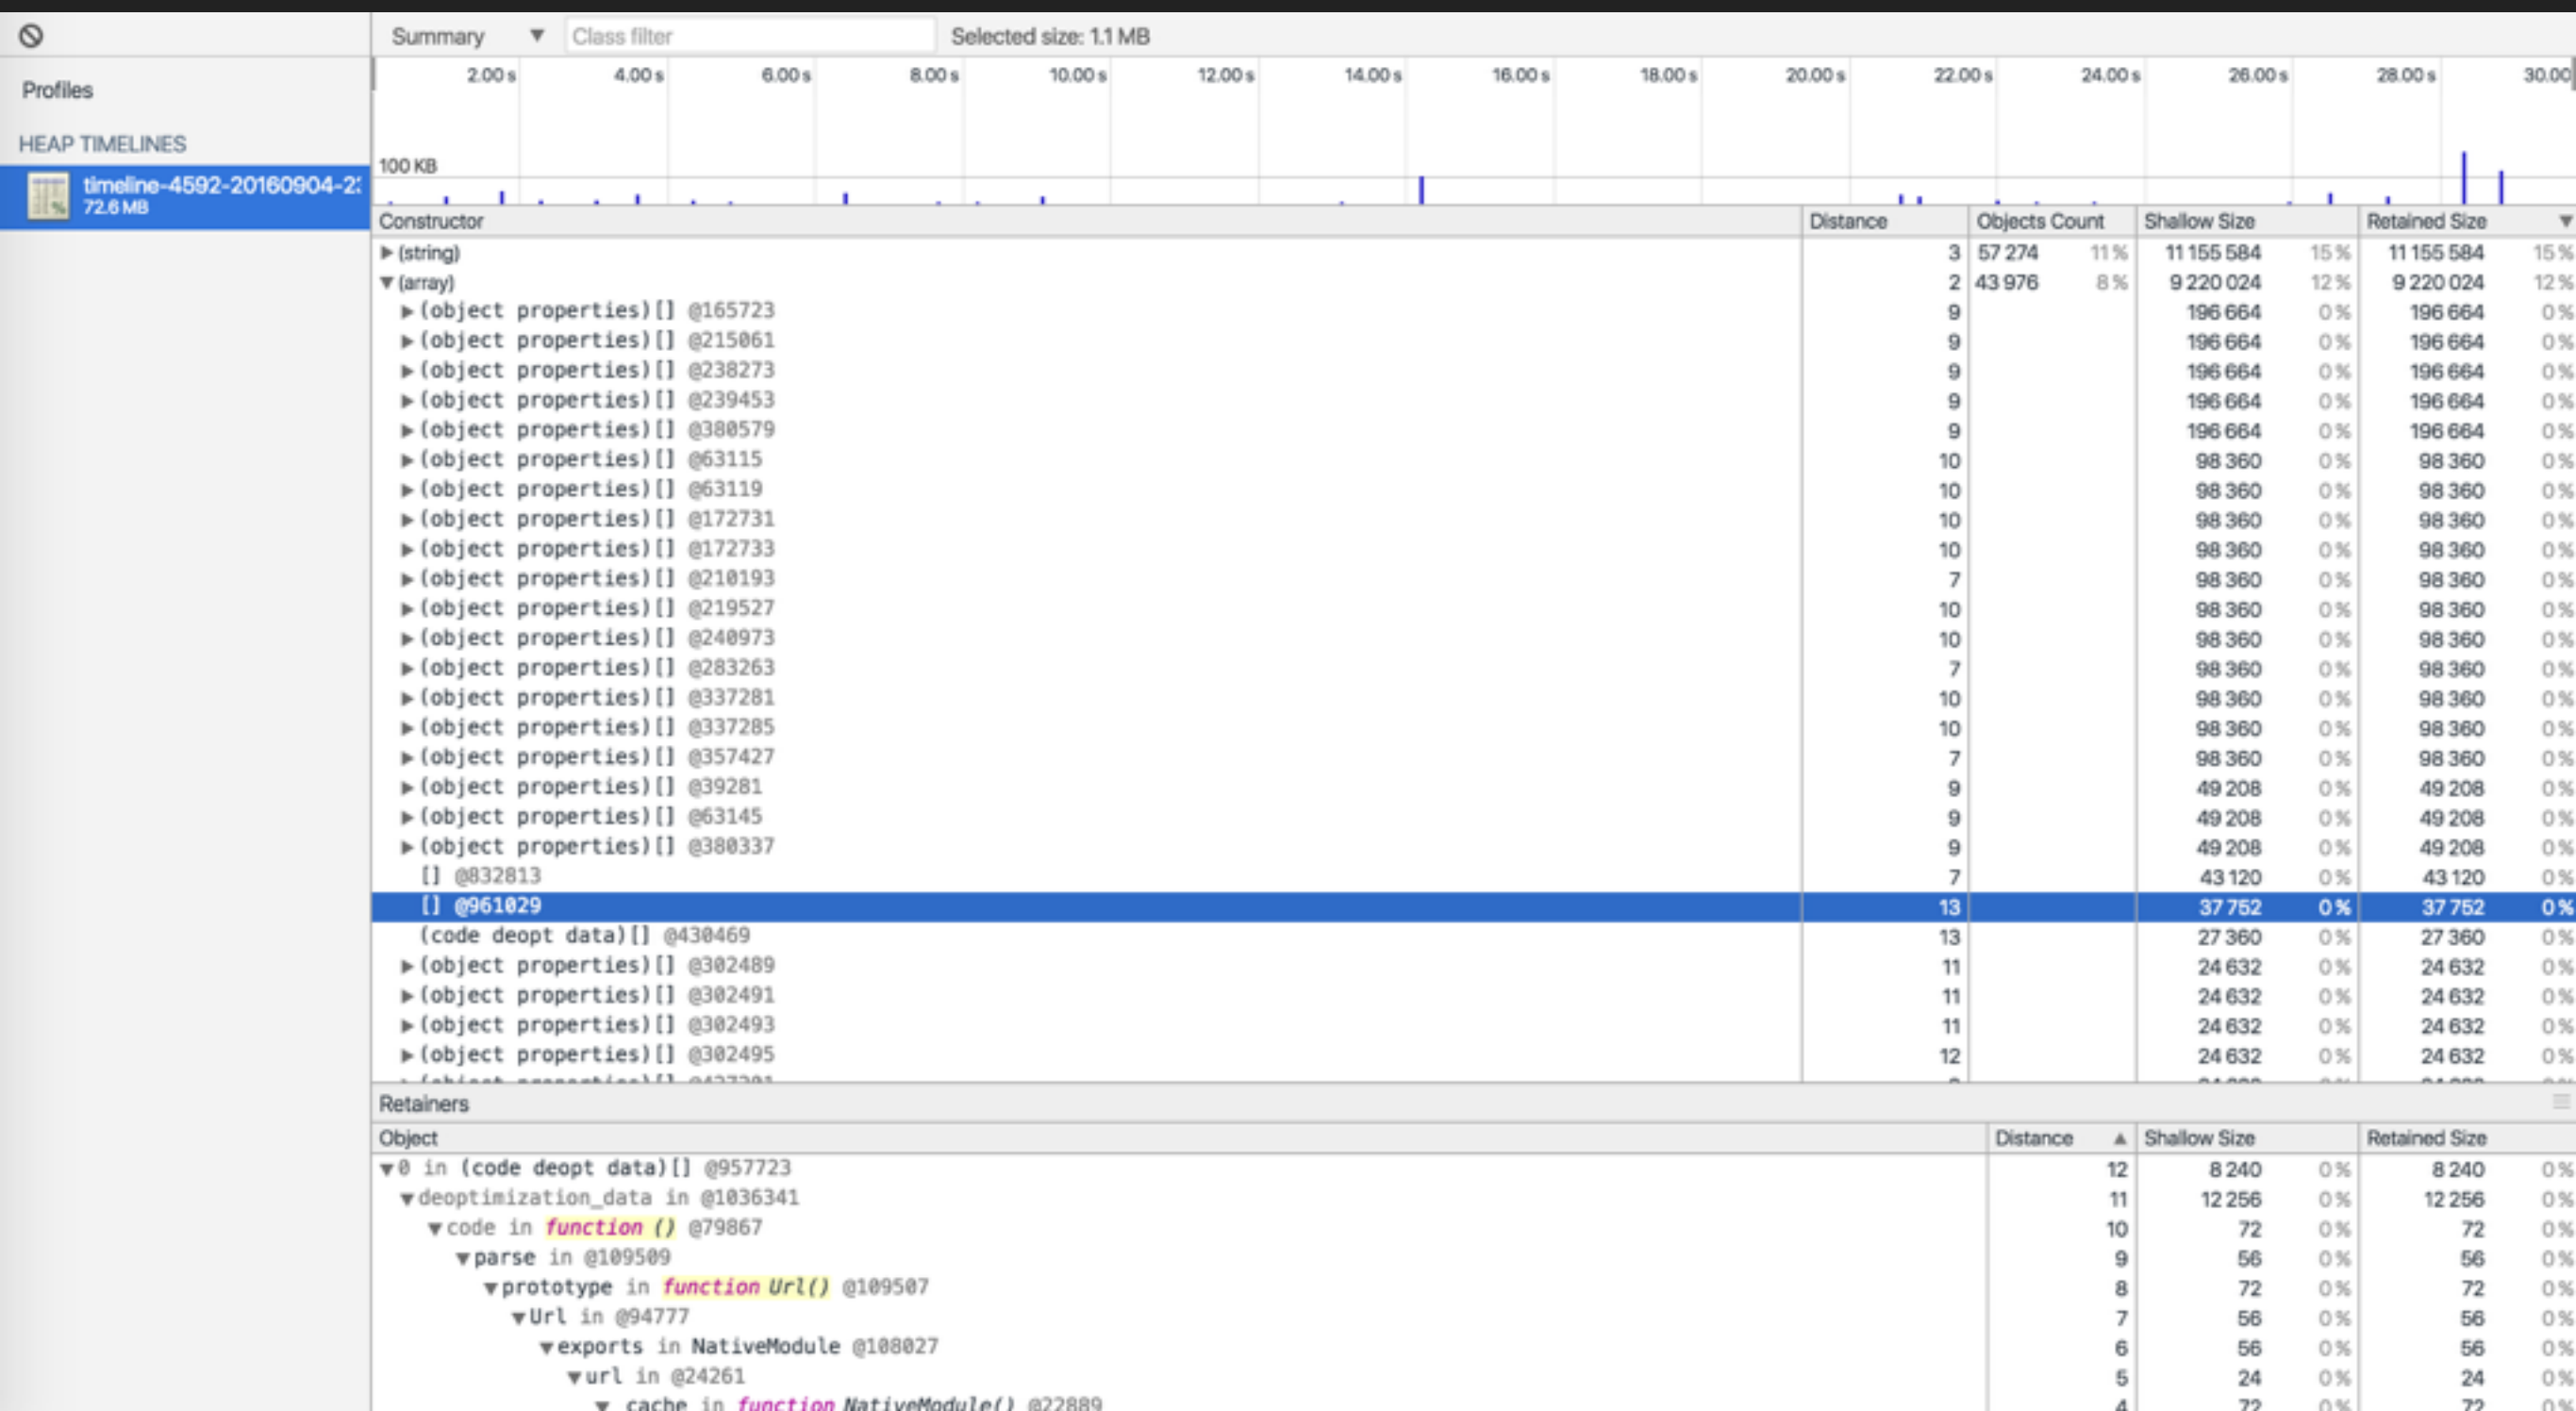 Summary ▼ Class filter Selected size: 1.1 MB
Profiles
HEAP TIMELINES
timeline-4592-20160904-2
72.6 MB
2.00 s 4.00 s 6.00 s 8.00 s 10.00 s 12.00 s 14.00 s 16.00 s 18.00 s 20.00 s 22.00 s 24.00 s 26.00 s 28.00 s 30.00
100 KB
Constructor Distance Objects Count Shallow Size Retained Size ▼
▶(string) 3 57 274 11% 11 155 584 15% 11 155 584 15%
▼(array) 2 43 976 8% 9 220 024 12% 9 220 024 12%
▶(object properties)[] @165723 9 196 664 0% 196 664 0%
▶(object properties)[] @215061 9 196 664 0% 196 664 0%
▶(object properties)[] @238273 9 196 664 0% 196 664 0%
▶(object properties)[] @239453 9 196 664 0% 196 664 0%
▶(object properties)[] @380579 9 196 664 0% 196 664 0%
▶(object properties)[] @63115 10 98 360 0% 98 360 0%
▶(object properties)[] @63119 10 98 360 0% 98 360 0%
▶(object properties)[] @172731 10 98 360 0% 98 360 0%
▶(object properties)[] @172733 10 98 360 0% 98 360 0%
▶(object properties)[] @210193 7 98 360 0% 98 360 0%
▶(object properties)[] @219527 10 98 360 0% 98 360 0%
▶(object properties)[] @240973 10 98 360 0% 98 360 0%
▶(object properties)[] @283263 7 98 360 0% 98 360 0%
▶(object properties)[] @337281 10 98 360 0% 98 360 0%
▶(object properties)[] @337285 10 98 360 0% 98 360 0%
▶(object properties)[] @357427 7 98 360 0% 98 360 0%
▶(object properties)[] @39281 9 49 208 0% 49 208 0%
▶(object properties)[] @63145 9 49 208 0% 49 208 0%
▶(object properties)[] @380337 9 49 208 0% 49 208 0%
[] @832813 7 43 120 0% 43 120 0%
[] @961029 13 37 752 0% 37 752 0%
(code deopt data)[] @430469 13 27 360 0% 27 360 0%
▶(object properties)[] @302489 11 24 632 0% 24 632 0%
▶(object properties)[] @302491 11 24 632 0% 24 632 0%
▶(object properties)[] @302493 11 24 632 0% 24 632 0%
▶(object properties)[] @302495 12 24 632 0% 24 632 0%
Retainers
Object Distance ▲ Shallow Size Retained Size
▼0 in (code deopt data)[] @957723 12 8 240 0% 8 240 0%
▼deoptimization_data in @1036341 11 12 256 0% 12 256 0%
▼code in function () @79867 10 72 0% 72 0%
▼parse in @109509 9 56 0% 56 0%
▼prototype in function Url() @109507 8 72 0% 72 0%
▼Url in @94777 7 56 0% 56 0%
▼exports in NativeModule @108027 6 56 0% 56 0%
▼url in @24261 5 24 0% 24 0%
▼_cache in function NativeModule() @22889 4 72 0% 72 0%